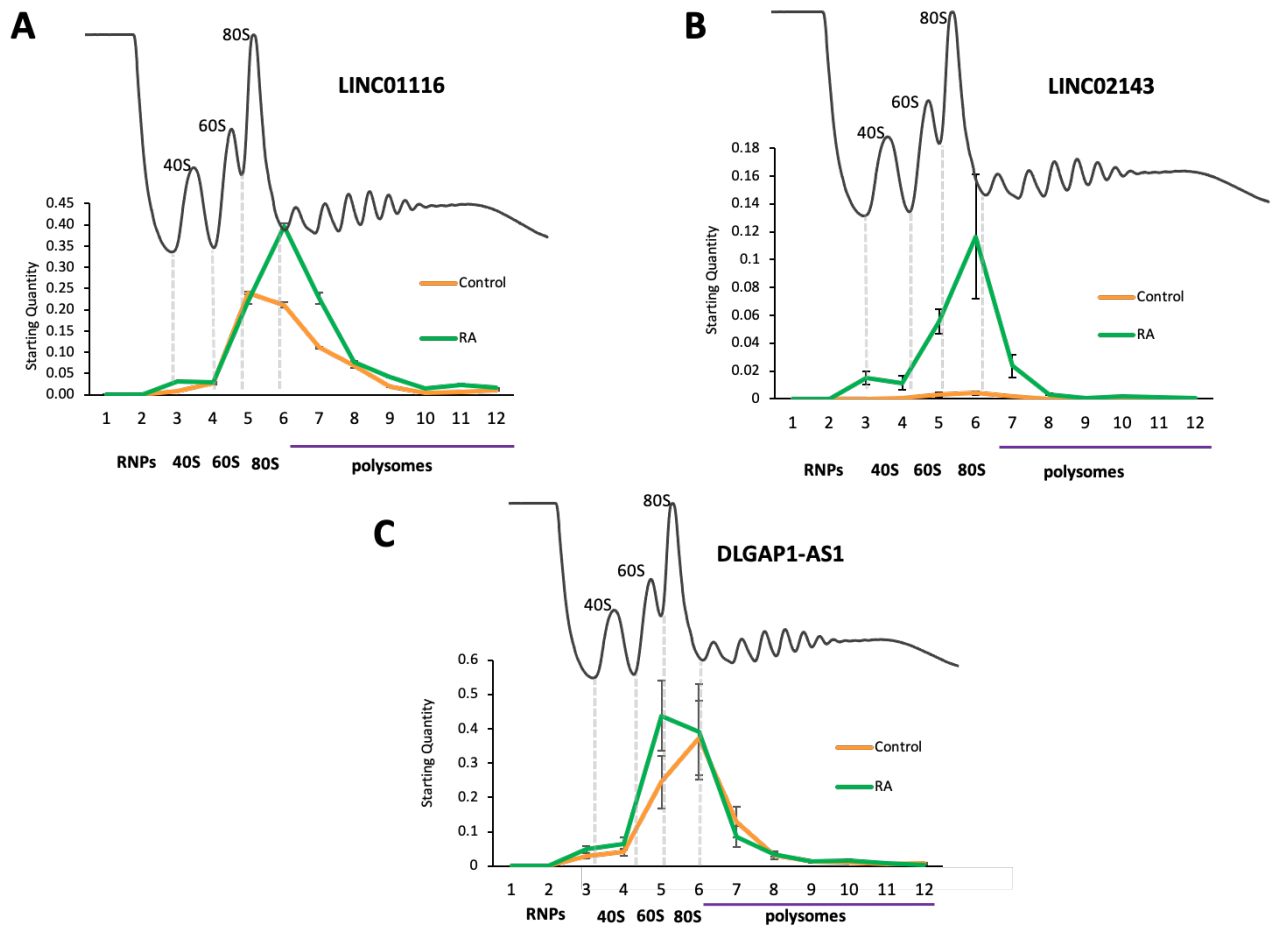 A
LINC01116
80S
60S
40S
Starting Quantity
0.45
0.40
0.35
0.30
0.25
0.20
0.15
0.10
0.05
0.00
Control
RA
1 2 3 4 5 6 7 8 9 10 11 12
RNPs 40S 60S 80S polysomes
B
LINC02143
80S
60S
40S
Starting Quantity
0.18
0.16
0.14
0.12
0.1
0.08
0.06
0.04
0.02
0
Control
RA
1 2 3 4 5 6 7 8 9 10 11 12
RNPs 40S 60S 80S polysomes
C
DLGAP1-AS1
80S
60S
40S
Starting Quantity
0.6
0.5
0.4
0.3
0.2
0.1
0
Control
RA
1 2 3 4 5 6 7 8 9 10 11 12
RNPs 40S 60S 80S polysomes